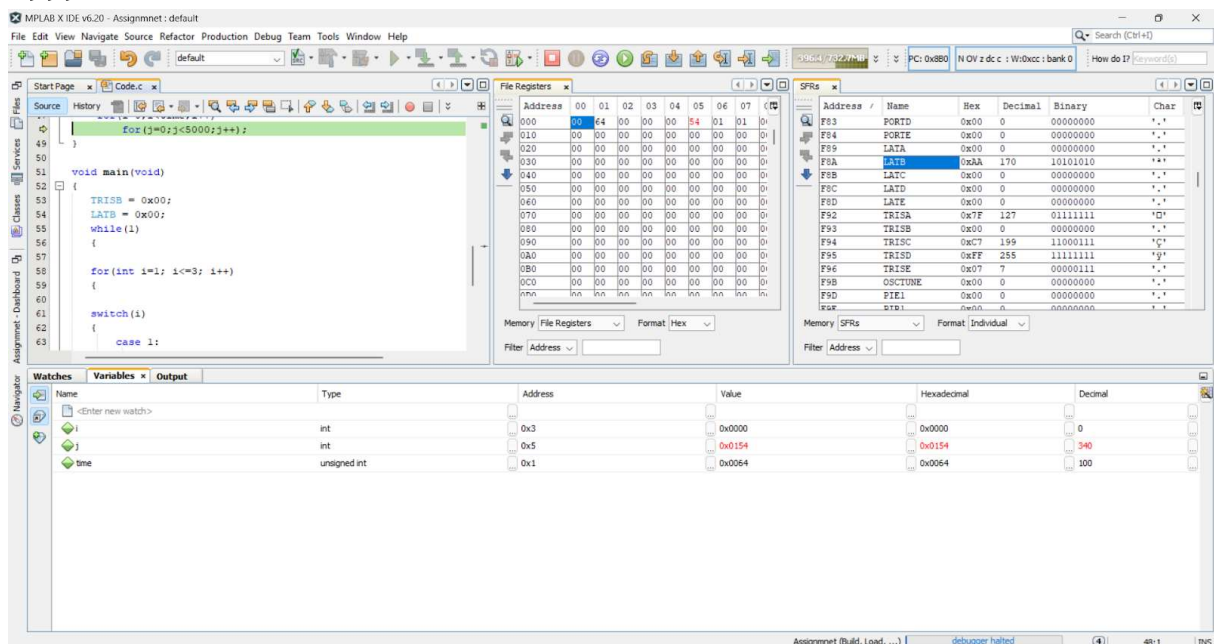 MPLAB X IDE v6.20 - Assignmnet : default
File Edit View Navigate Source Refactor Production Debug Team Tools Window Help
Search (Ctrl+I)
default
PC: 0x8B0
N OV z dc c : W:0xcc : bank 0
How do I? Keyword(s)
Files
Services
Classes
Assignmnet - Dashboard
Navigator
Start Page
Code.c
Source History
for(j=0;j<5000;j++);
49 }
50
51 void main(void)
52 {
53 TRISB = 0x00;
54 LATB = 0x00;
55 while(1)
56 {
57
58 for(int i=1; i<=3; i++)
59 {
60
61 switch(i)
62 {
63 case 1:
File Registers
Address 00 01 02 03 04 05 06 07
000 00 64 00 00 00 54 01 01
010 00 00 00 00 00 00 00 00
020 00 00 00 00 00 00 00 00
030 00 00 00 00 00 00 00 00
040 00 00 00 00 00 00 00 00
050 00 00 00 00 00 00 00 00
060 00 00 00 00 00 00 00 00
070 00 00 00 00 00 00 00 00
080 00 00 00 00 00 00 00 00
090 00 00 00 00 00 00 00 00
0A0 00 00 00 00 00 00 00 00
0B0 00 00 00 00 00 00 00 00
0C0 00 00 00 00 00 00 00 00
Memory File Registers Format Hex
Filter Address
SFRs
Address / Name Hex Decimal Binary Char
F83 PORTD 0x00 0 00000000 '.'
F84 PORTE 0x00 0 00000000 '.'
F89 LATA 0x00 0 00000000 '.'
F8A LATB 0xAA 170 10101010 'ª'
F8B LATC 0x00 0 00000000 '.'
F8C LATD 0x00 0 00000000 '.'
F8D LATE 0x00 0 00000000 '.'
F92 TRISA 0x7F 127 01111111 '□'
F93 TRISB 0x00 0 00000000 '.'
F94 TRISC 0xC7 199 11000111 'Ç'
F95 TRISD 0xFF 255 11111111 'ÿ'
F96 TRISE 0x07 7 00000111 '.'
F9B OSCTUNE 0x00 0 00000000 '.'
F9D PIE1 0x00 0 00000000 '.'
Memory SFRs Format Individual
Filter Address
Watches Variables Output
Name Type Address Value Hexadecimal Decimal
<Enter new watch>
i int 0x3 0x0000 0x0000 0
j int 0x5 0x0154 0x0154 340
time unsigned int 0x1 0x0064 0x0064 100
Assignmnet (Build, Load, ...) debugger halted 4 48:1 INS